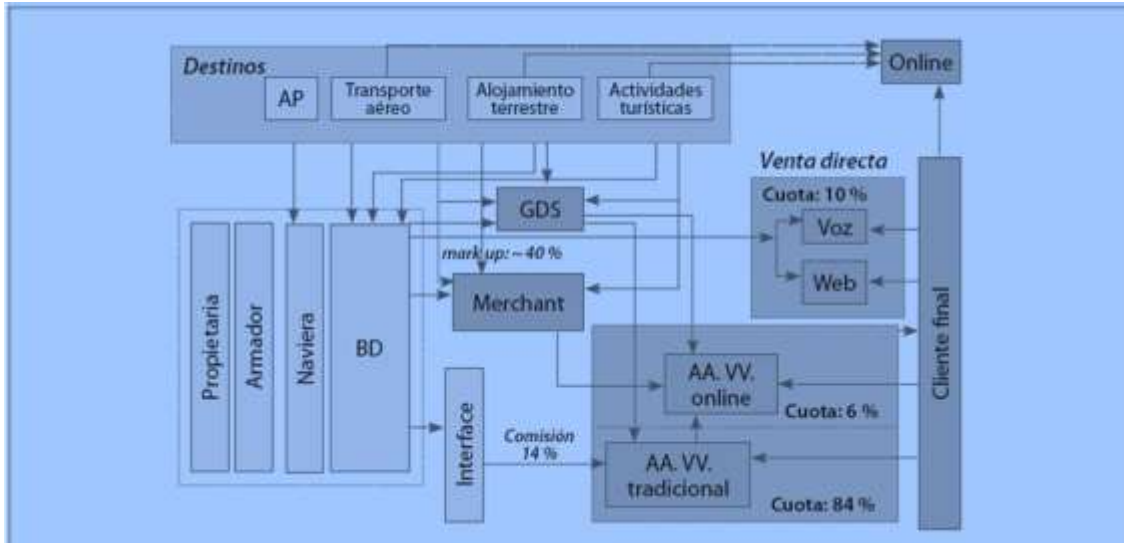 Destinos
Online
AP
Transporte
aéreo
Alojamiento
terrestre
Actividades
turísticas
Venta directa
Cuota: 10 %
Voz
Web
GDS
mark up: ~ 40 %
Merchant
Propietaria
Armador
Naviera
BD
Interface
Comisión
14 %
AA. VV.
online
Cuota: 6 %
AA. VV.
tradicional
Cuota: 84 %
Cliente final